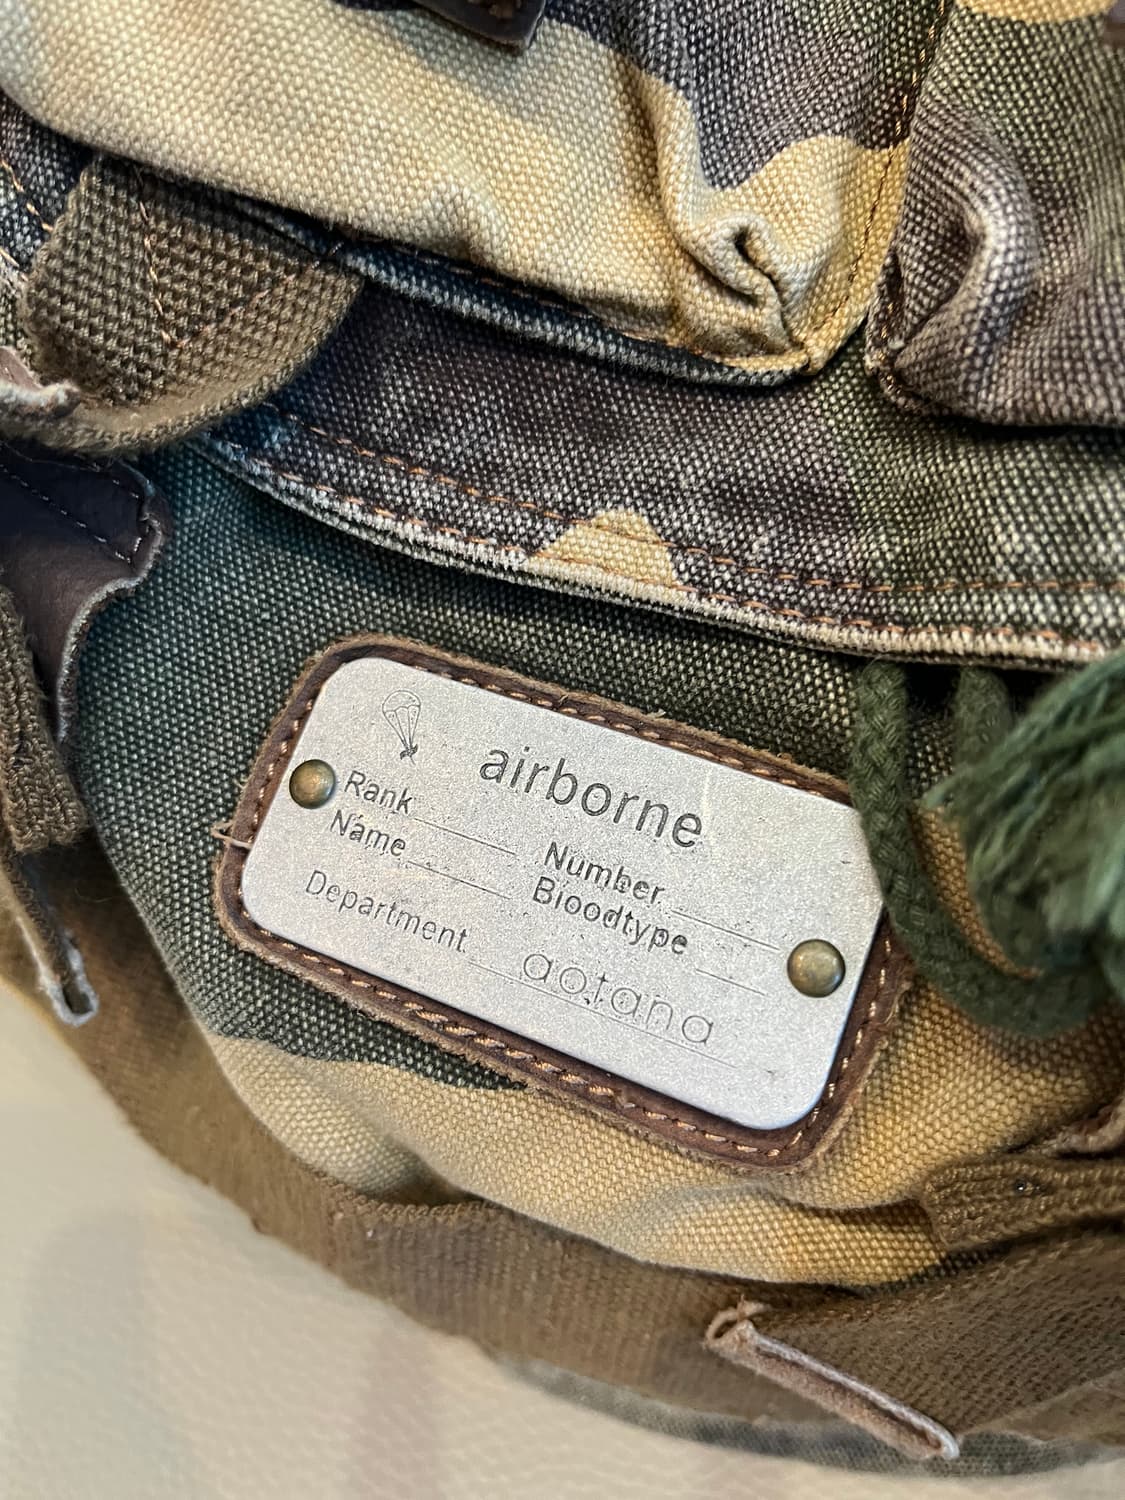 airborne
Rank
Number
Name
Bloodtype
Department
aotana